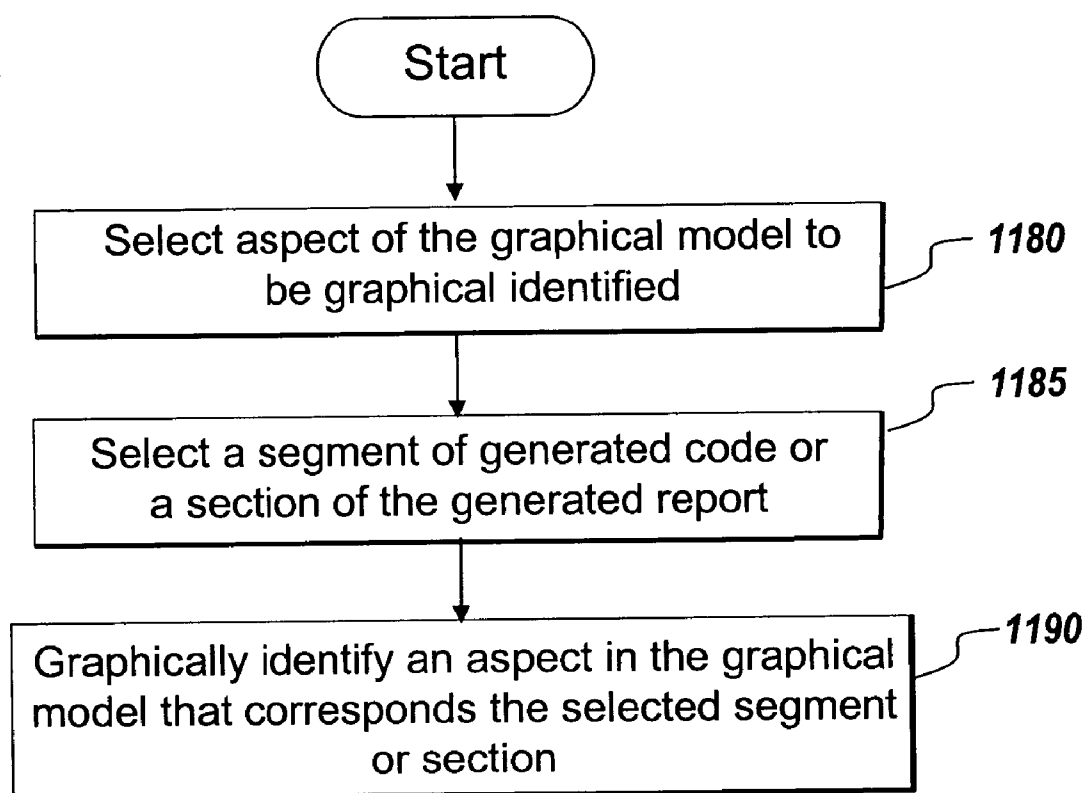 Start
Select aspect of the graphical model to
be graphical identified
1180
Select a segment of generated code or
a section of the generated report
1185
Graphically identify an aspect in the graphical
model that corresponds the selected segment
or section
1190